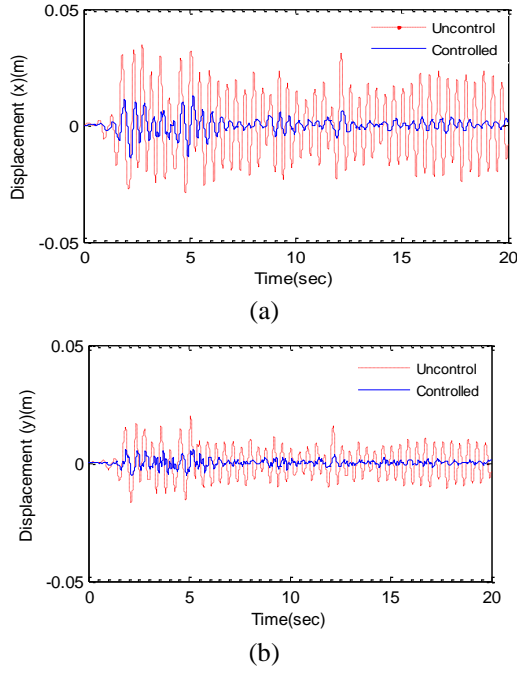 0.05
Uncontrol
Controlled
Displacement (x)(m)
0
-0.05
0 5 10 15 20
Time(sec)
(a)
0.05
Uncontrol
Controlled
Displacement (y)(m)
0
-0.05
0 5 10 15 20
Time(sec)
(b)